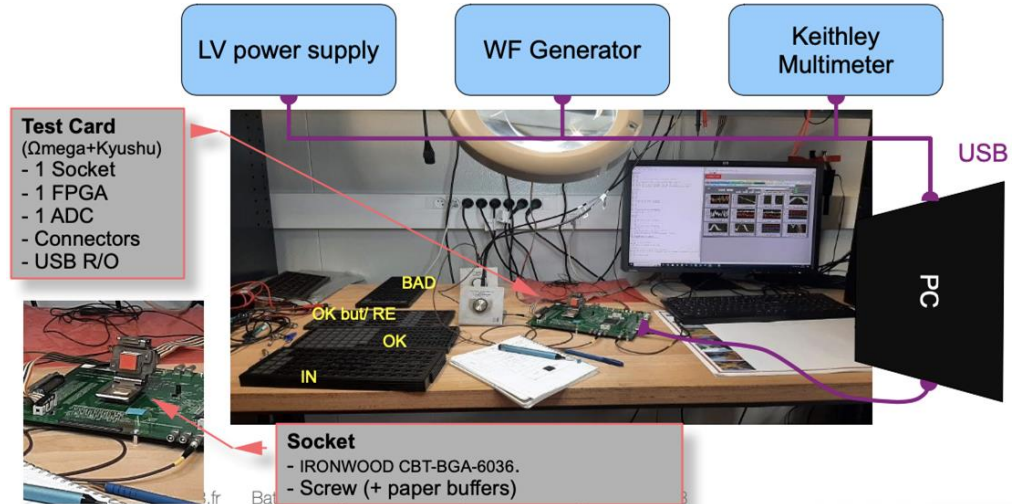 LV power supply
WF Generator
Keithley
Multimeter
USB
Test Card
(Ωmega+Kyushu)
- 1 Socket
- 1 FPGA
- 1 ADC
- Connectors
- USB R/O
PC
BAD
OK but/ RE
OK
IN
Socket
- IRONWOOD CBT-BGA-6036.
- Screw (+ paper buffers)